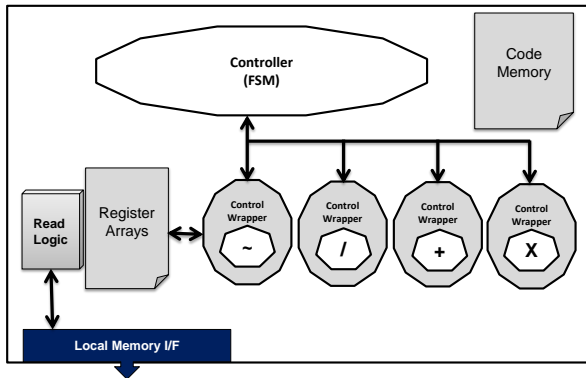 Controller
(FSM)
Code
Memory
Read
Logic
Register
Arrays
Control
Wrapper
~
Control
Wrapper
/
Control
Wrapper
+
Control
Wrapper
X
Local Memory I/F